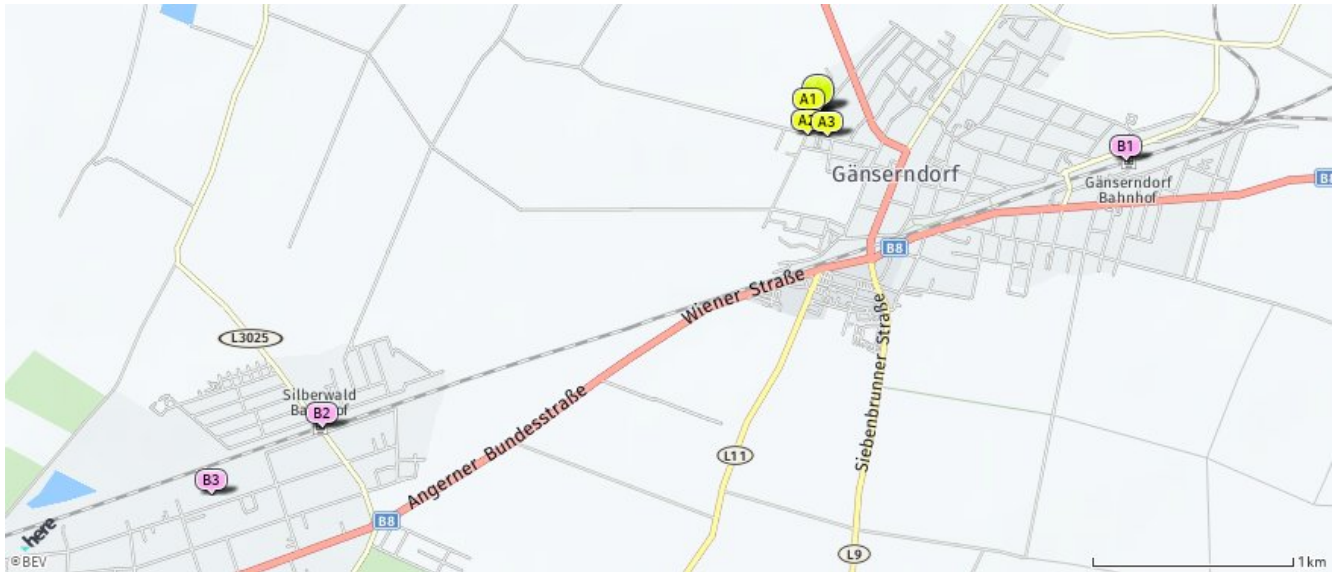 A1
A2
A3
B1
Gänserndorf
Gänserndorf
Bahnhof
B8
B8
Wiener Straße
L3025
Silberwald
Bahnhof
B2
Angerner Bundesstraße
Siebenbrunner Straße
L11
B3
B8
L9
here
© BEV
1km